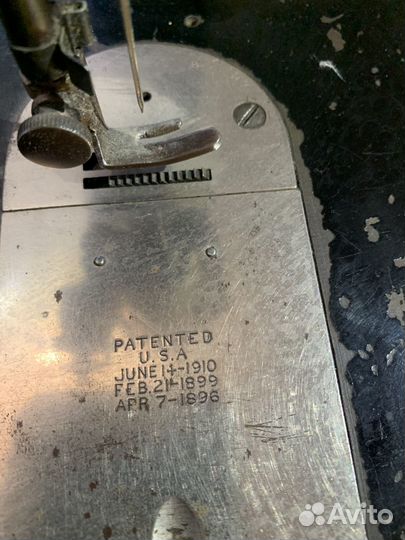 PATENTED
U.S.A
JUNE 14-1910
FEB. 21-1899
APR 7-1896
Avito